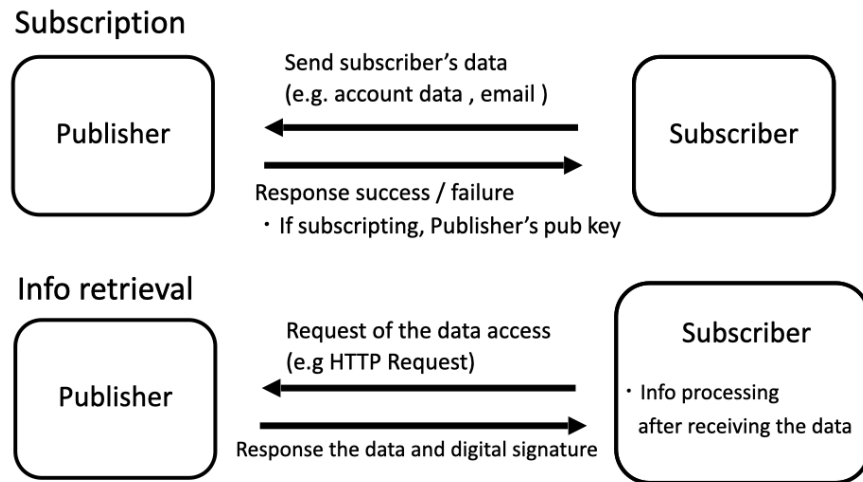 Subscription
Publisher
Send subscriber's data
(e.g. account data , email )
Response success / failure
・If subscripting, Publisher's pub key
Subscriber
Info retrieval
Publisher
Request of the data access
(e.g HTTP Request)
Response the data and digital signature
Subscriber
・Info processing
after receiving the data